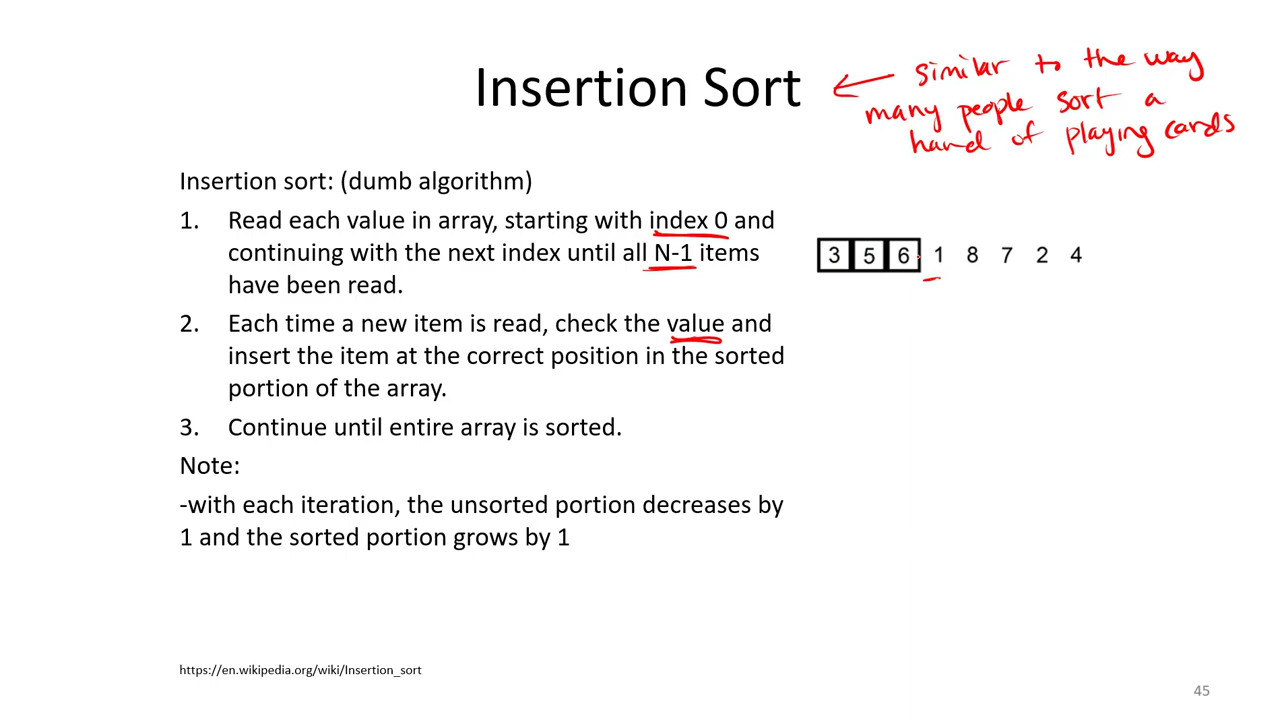 Insertion Sort
similar to the way
many people sort a
hand of playing cards
Insertion sort: (dumb algorithm)
1. Read each value in array, starting with index 0 and
continuing with the next index until all N-1 items
have been read.
2. Each time a new item is read, check the value and
insert the item at the correct position in the sorted
portion of the array.
3. Continue until entire array is sorted.
Note:
-with each iteration, the unsorted portion decreases by
1 and the sorted portion grows by 1
3 5 6 1 8 7 2 4
https://en.wikipedia.org/wiki/Insertion_sort
45